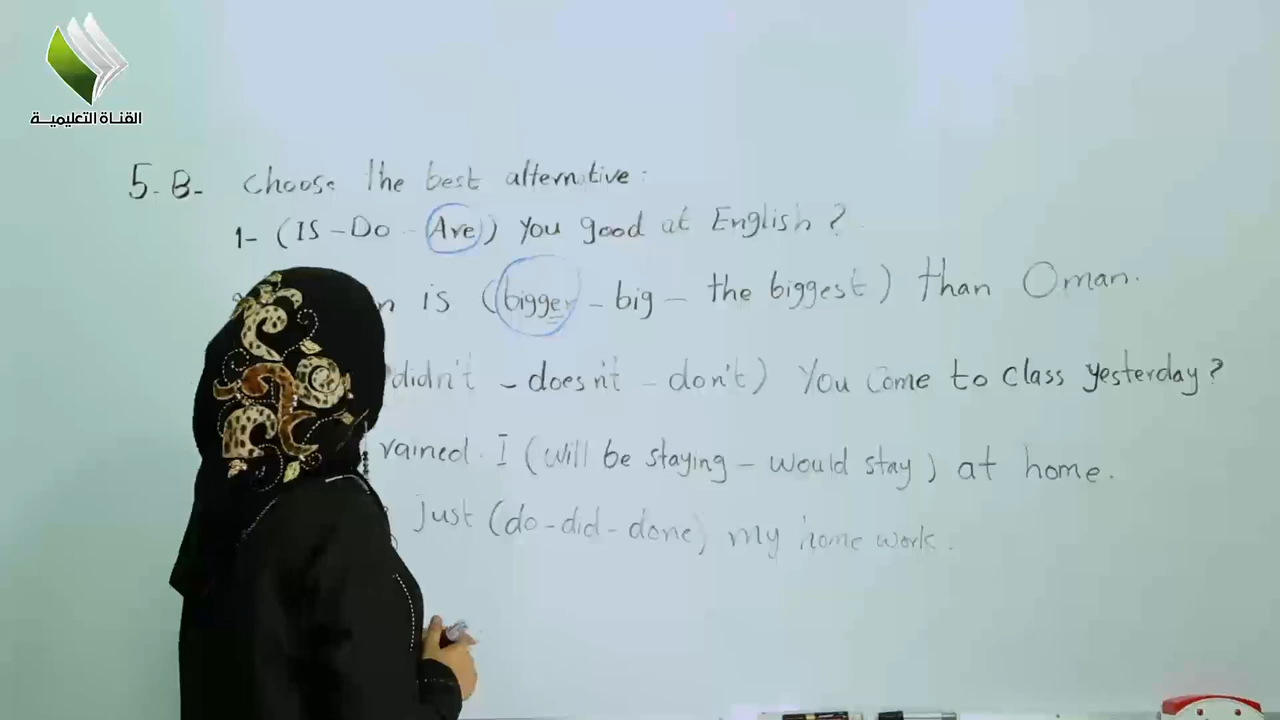 القناة التعليمية
5-B- Choose the best alternative:
1- (IS - Do - Are) you good at English?
is (bigger - big - the biggest) than Oman.
didn't - doesn't - don't) you come to class yesterday?
rained. I (will be staying - would stay) at home.
just (do - did - done) my home work.